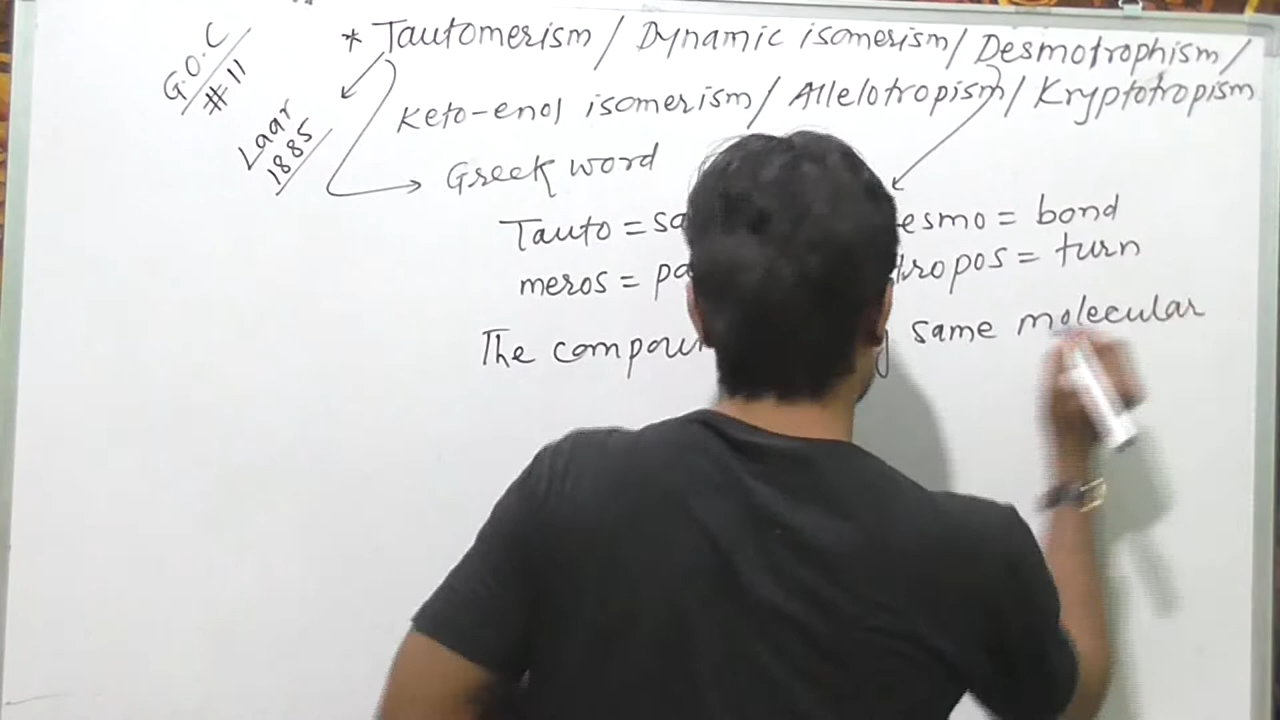 G.O.C
#11
* Tautomerism / Dynamic isomerism / Desmotrophism /
Keto-enol isomerism / Allelotropism / Kryptotropism
Laar
1885
Greek word
Tauto = sa esmo = bond
meros = pa tropos = turn
The compou g same molecular